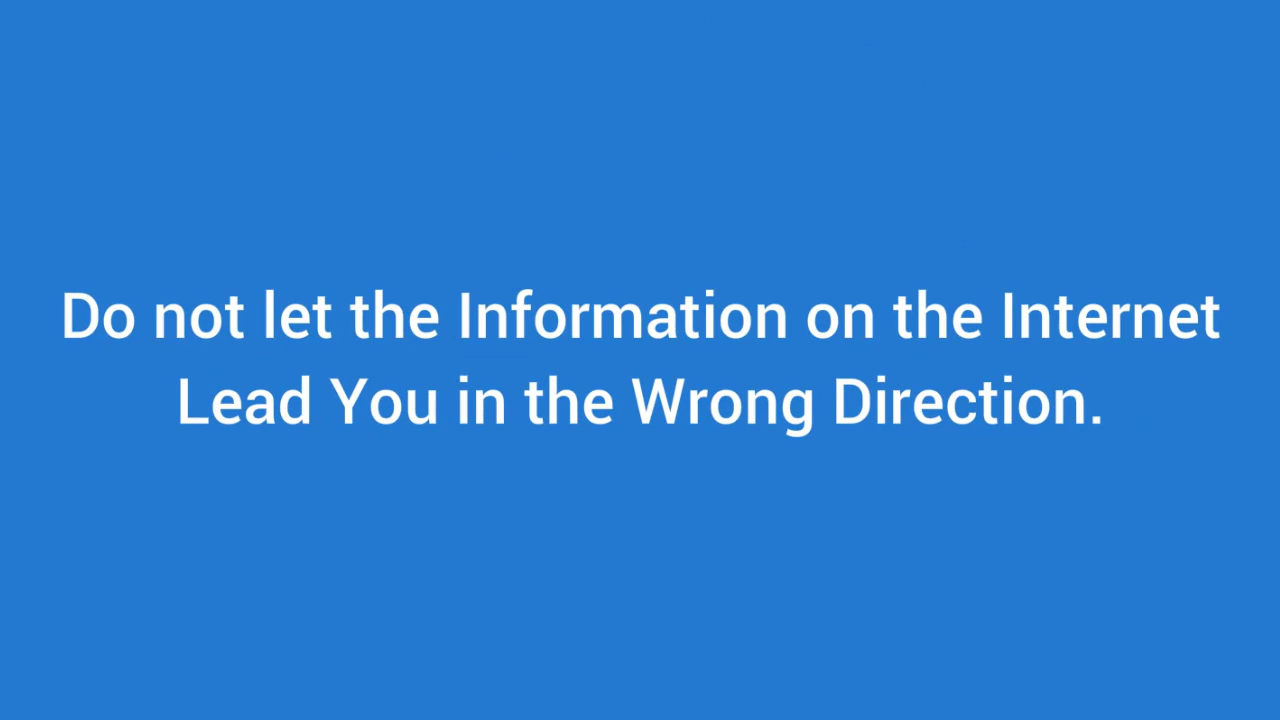 Do not let the Information on the Internet
Lead You in the Wrong Direction.